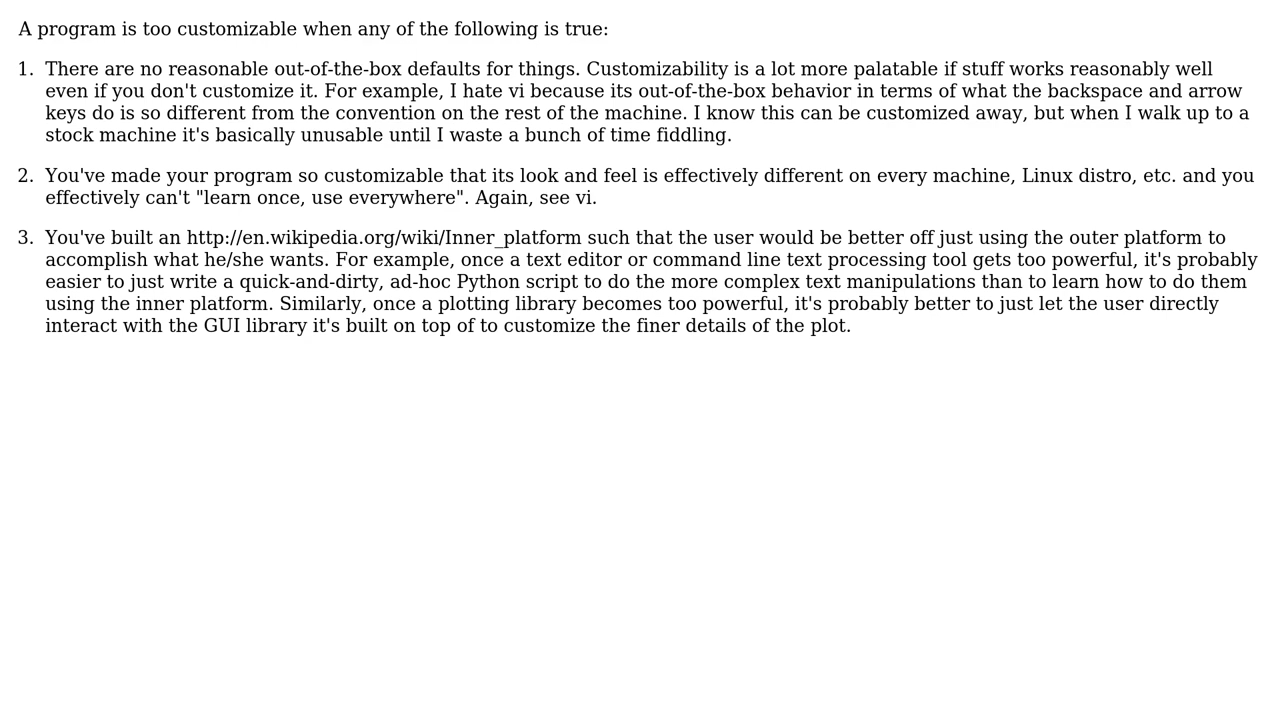 A program is too customizable when any of the following is true:
1. There are no reasonable out-of-the-box defaults for things. Customizability is a lot more palatable if stuff works reasonably well
even if you don't customize it. For example, I hate vi because its out-of-the-box behavior in terms of what the backspace and arrow
keys do is so different from the convention on the rest of the machine. I know this can be customized away, but when I walk up to a
stock machine it's basically unusable until I waste a bunch of time fiddling.
2. You've made your program so customizable that its look and feel is effectively different on every machine, Linux distro, etc. and you
effectively can't "learn once, use everywhere". Again, see vi.
3. You've built an http://en.wikipedia.org/wiki/Inner_platform such that the user would be better off just using the outer platform to
accomplish what he/she wants. For example, once a text editor or command line text processing tool gets too powerful, it's probably
easier to just write a quick-and-dirty, ad-hoc Python script to do the more complex text manipulations than to learn how to do them
using the inner platform. Similarly, once a plotting library becomes too powerful, it's probably better to just let the user directly
interact with the GUI library it's built on top of to customize the finer details of the plot.